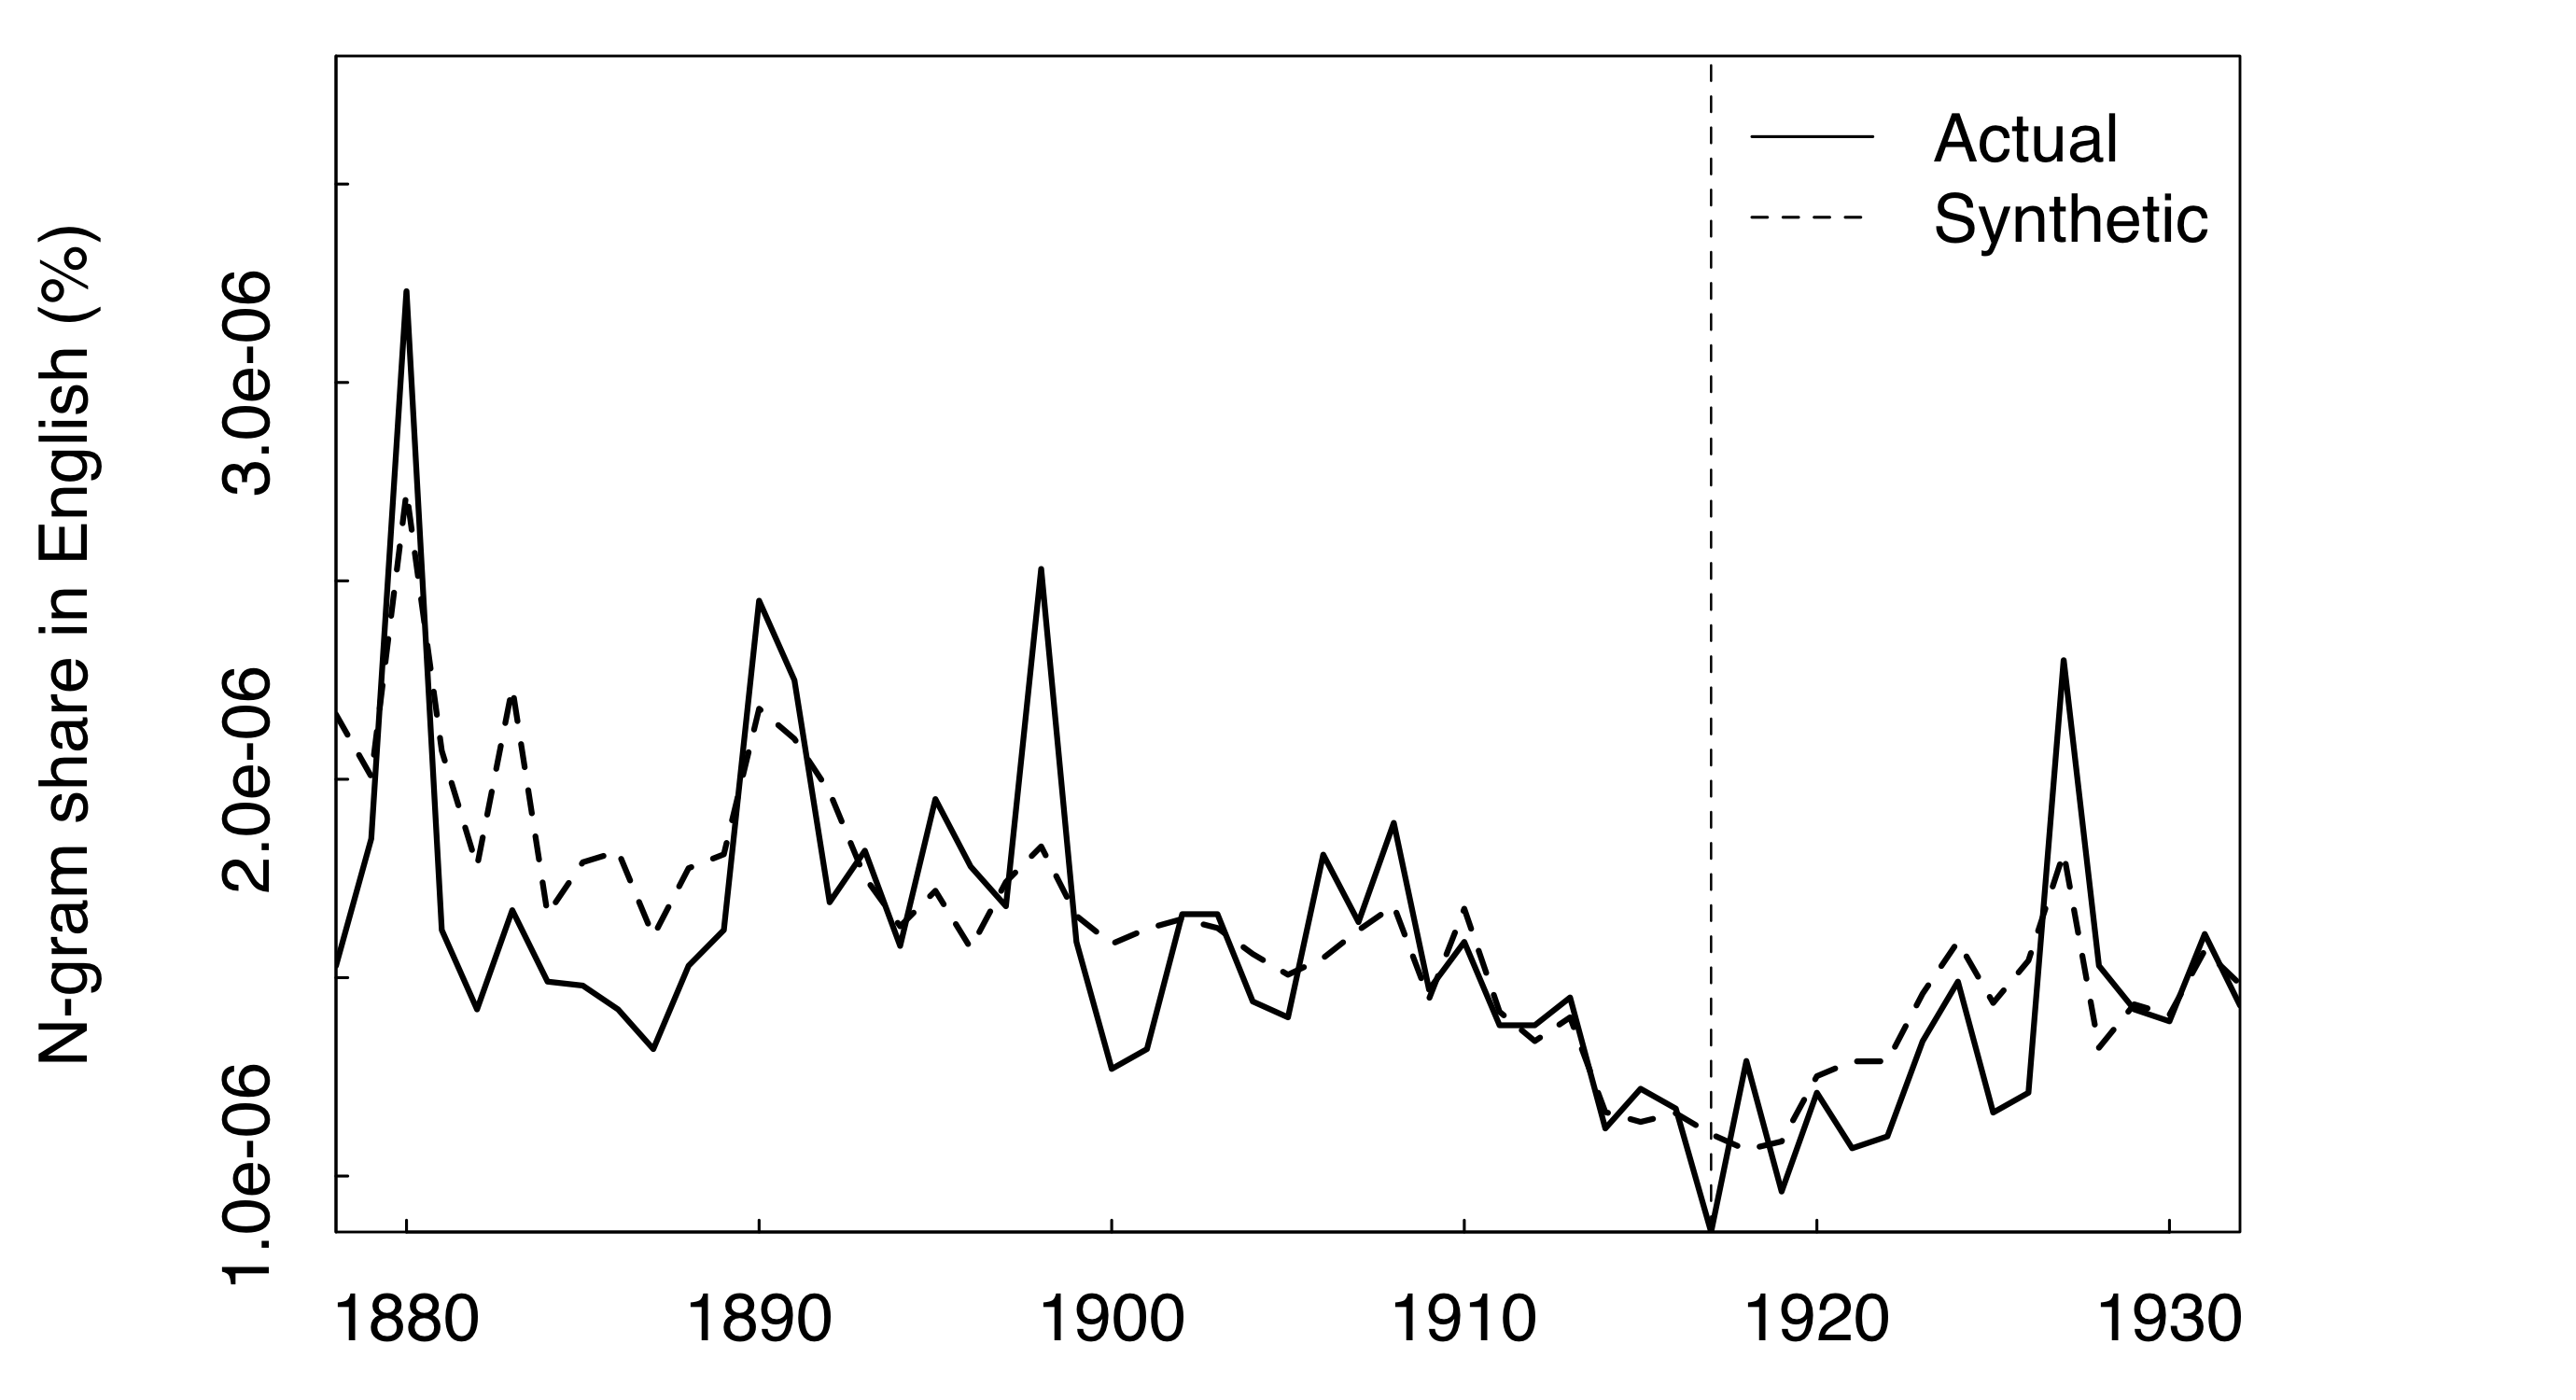 N-gram share in English (%)
3.0e-06
2.0e-06
1.0e-06
Actual
Synthetic
1880 1890 1900 1910 1920 1930